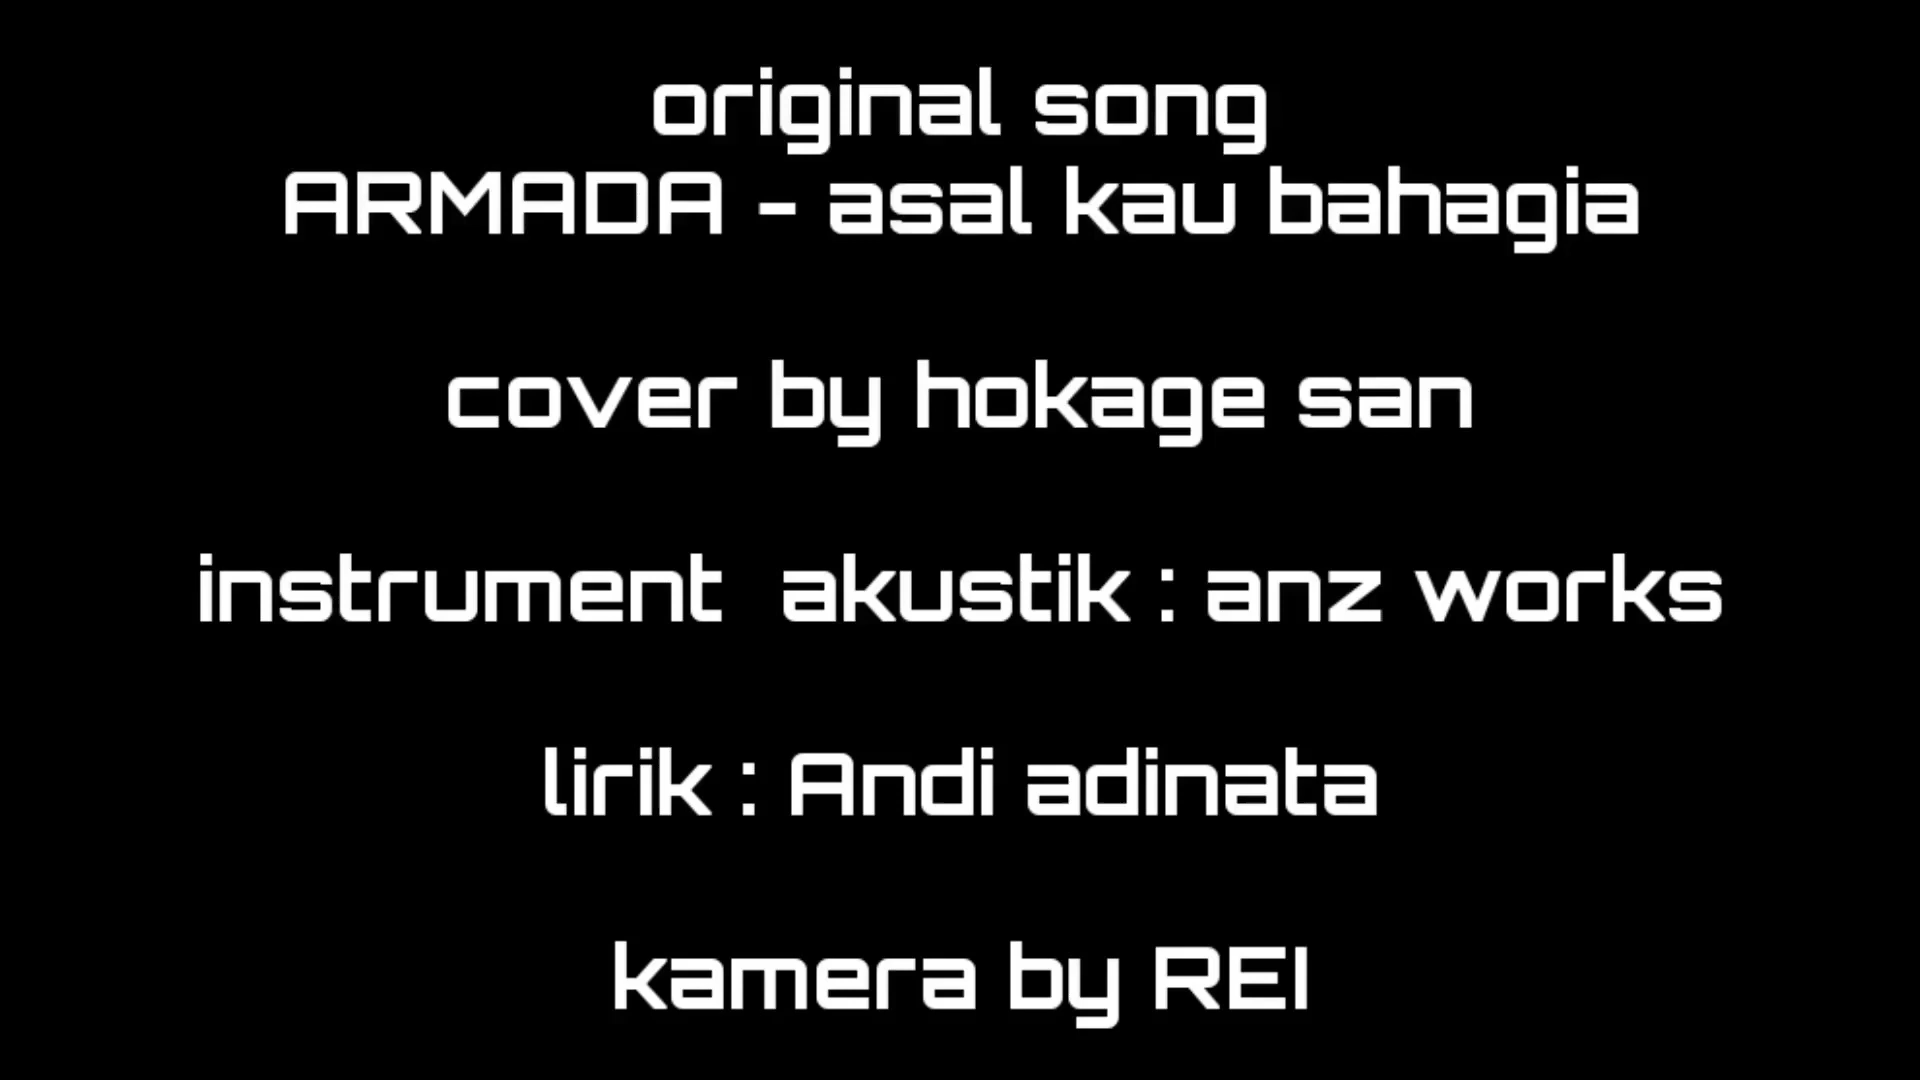 original song
ARMADA - asal kau bahagia
cover by hokage san
instrument  akustik : anz works
lirik : Andi adinata
kamera by REI